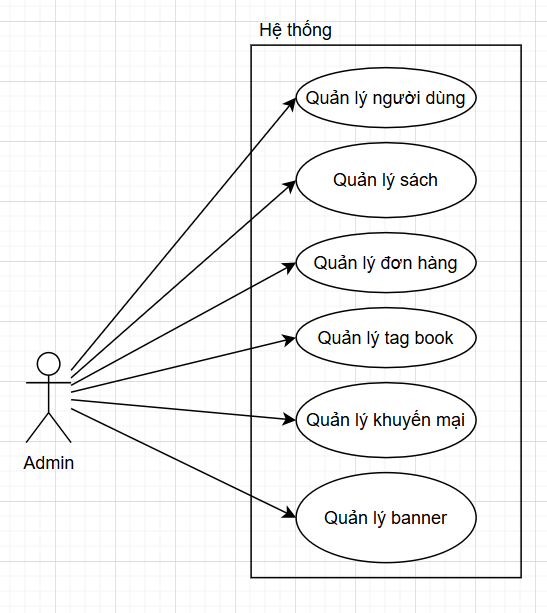 Hệ thống
Quản lý người dùng
Quản lý sách
Quản lý đơn hàng
Quản lý tag book
Quản lý khuyến mại
Quản lý banner
Admin